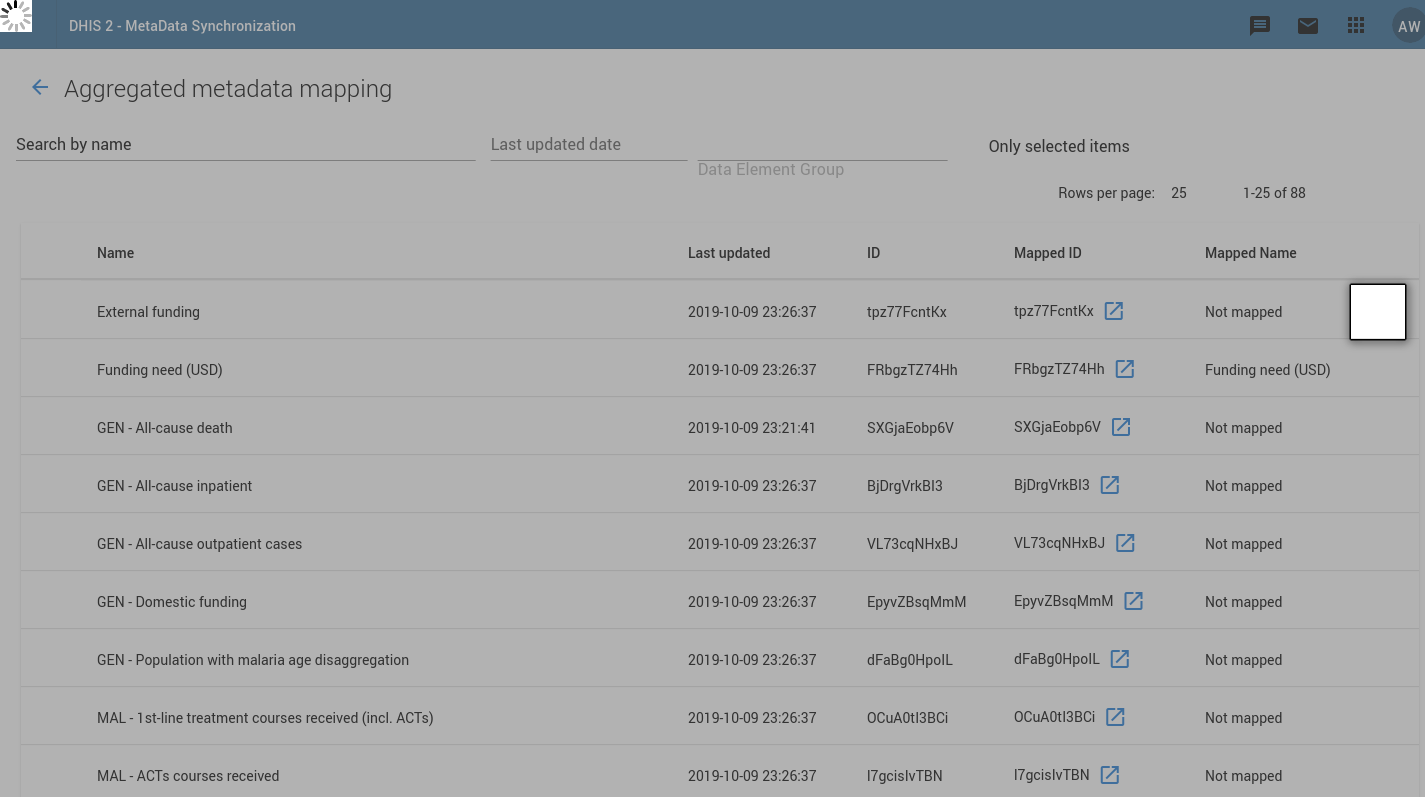 DHIS 2 - MetaData Synchronization
AW
Aggregated metadata mapping
Search by name
Last updated date
Data Element Group
Only selected items
Rows per page: 25 1-25 of 88
Name Last updated ID Mapped ID Mapped Name
External funding 2019-10-09 23:26:37 tpz77FcntKx tpz77FcntKx Not mapped
Funding need (USD) 2019-10-09 23:26:37 FRbgzTZ74Hh FRbgzTZ74Hh Funding need (USD)
GEN - All-cause death 2019-10-09 23:21:41 SXGjaEobp6V SXGjaEobp6V Not mapped
GEN - All-cause inpatient 2019-10-09 23:26:37 BjDrgVrkBI3 BjDrgVrkBI3 Not mapped
GEN - All-cause outpatient cases 2019-10-09 23:26:37 VL73cqNHxBJ VL73cqNHxBJ Not mapped
GEN - Domestic funding 2019-10-09 23:26:37 EpyvZBsqMmM EpyvZBsqMmM Not mapped
GEN - Population with malaria age disaggregation 2019-10-09 23:26:37 dFaBg0HpoIL dFaBg0HpoIL Not mapped
MAL - 1st-line treatment courses received (incl. ACTs) 2019-10-09 23:26:37 OCuA0tI3BCi OCuA0tI3BCi Not mapped
MAL - ACTs courses received 2019-10-09 23:26:37 I7gcisIvTBN I7gcisIvTBN Not mapped